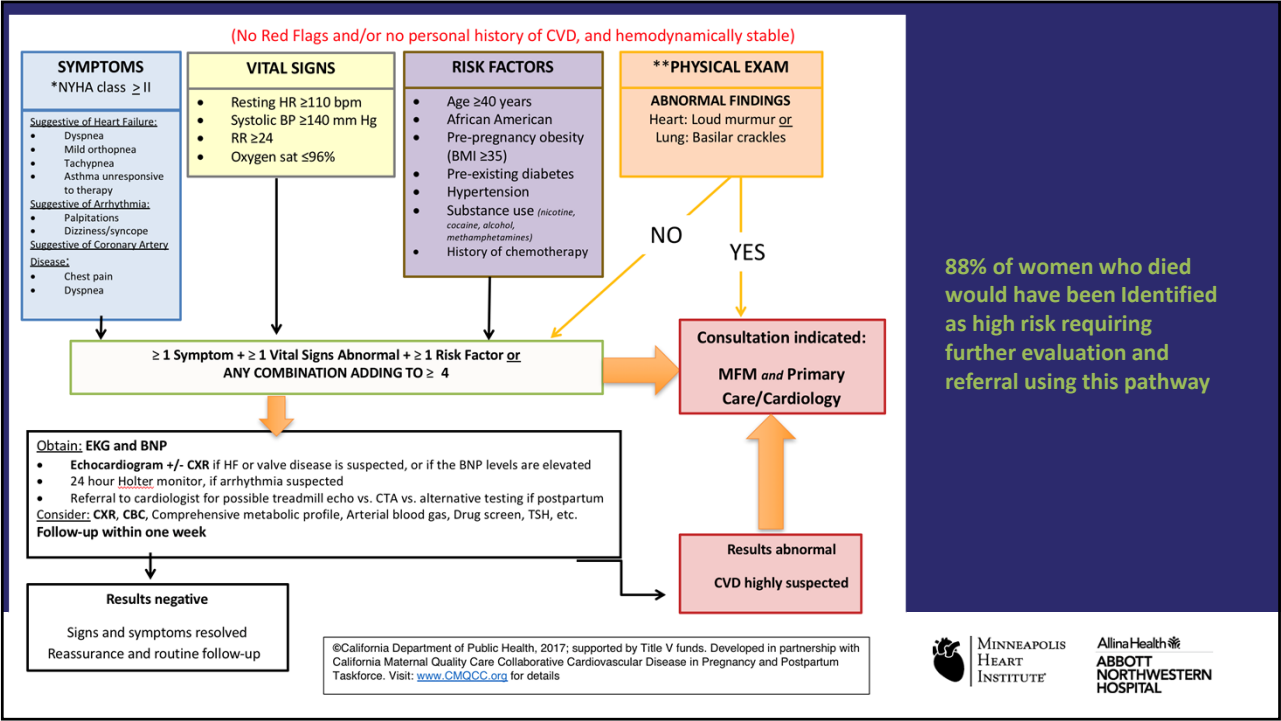 (No Red Flags and/or no personal history of CVD, and hemodynamically stable)
SYMPTOMS
*NYHA class ≥ II
Suggestive of Heart Failure:
• Dyspnea
• Mild orthopnea
• Tachypnea
• Asthma unresponsive
to therapy
Suggestive of Arrhythmia:
• Palpitations
• Dizziness/syncope
Suggestive of Coronary Artery
Disease:
• Chest pain
• Dyspnea
VITAL SIGNS
• Resting HR ≥110 bpm
• Systolic BP ≥140 mm Hg
• RR ≥24
• Oxygen sat ≤96%
RISK FACTORS
• Age ≥40 years
• African American
• Pre-pregnancy obesity
(BMI ≥35)
• Pre-existing diabetes
• Hypertension
• Substance use (nicotine,
cocaine, alcohol,
methamphetamines)
• History of chemotherapy
**PHYSICAL EXAM
ABNORMAL FINDINGS
Heart: Loud murmur or
Lung: Basilar crackles
NO
YES
≥ 1 Symptom + ≥ 1 Vital Signs Abnormal + ≥ 1 Risk Factor or
ANY COMBINATION ADDING TO ≥ 4
Consultation indicated:
MFM and Primary
Care/Cardiology
Obtain: EKG and BNP
• Echocardiogram +/- CXR if HF or valve disease is suspected, or if the BNP levels are elevated
• 24 hour Holter monitor, if arrhythmia suspected
• Referral to cardiologist for possible treadmill echo vs. CTA vs. alternative testing if postpartum
Consider: CXR, CBC, Comprehensive metabolic profile, Arterial blood gas, Drug screen, TSH, etc.
Follow-up within one week
Results abnormal
CVD highly suspected
Results negative
Signs and symptoms resolved
Reassurance and routine follow-up
©California Department of Public Health, 2017; supported by Title V funds. Developed in partnership with
California Maternal Quality Care Collaborative Cardiovascular Disease in Pregnancy and Postpartum
Taskforce. Visit: www.CMQCC.org for details
88% of women who died
would have been Identified
as high risk requiring
further evaluation and
referral using this pathway
MINNEAPOLIS
HEART
INSTITUTE
AllinaHealth
ABBOTT
NORTHWESTERN
HOSPITAL